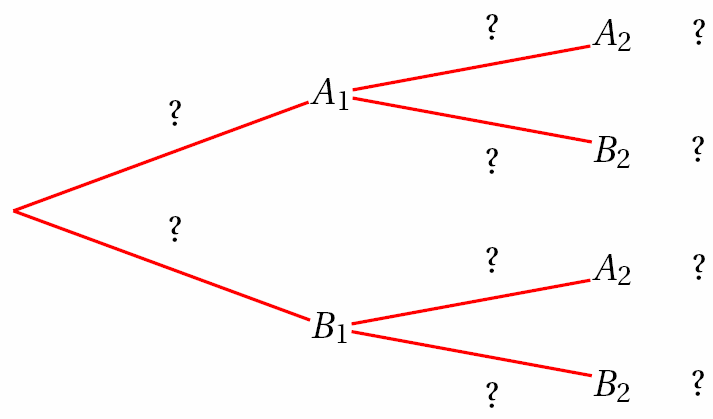 ? A₂ ?
? A₁
? B₂ ?
? ? A₂ ?
B₁
? B₂ ?